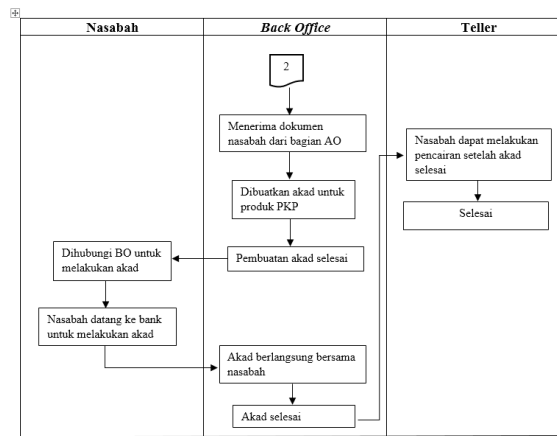 Nasabah
Back Office
Teller
2
Menerima dokumen
nasabah dari bagian AO
Nasabah dapat melakukan
pencairan setelah akad
selesai
Dibuatkan akad untuk
produk PKP
Selesai
Dihubungi BO untuk
melakukan akad
Pembuatan akad selesai
Nasabah datang ke bank
untuk melakukan akad
Akad berlangsung bersama
nasabah
Akad selesai